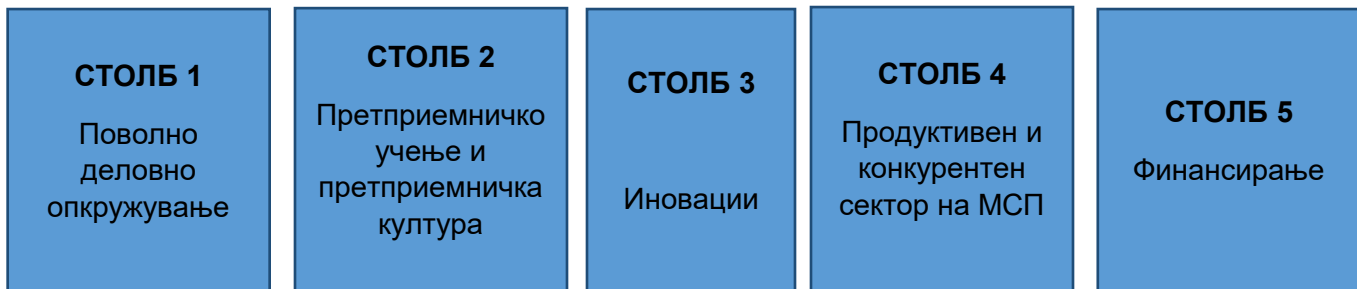 СТОЛБ 1
Поволно
деловно
опкружување
СТОЛБ 2
Претприемничко
учење и
претприемничка
култура
СТОЛБ 3
Иновации
СТОЛБ 4
Продуктивен и
конкурентен
сектор на МСП
СТОЛБ 5
Финансирање